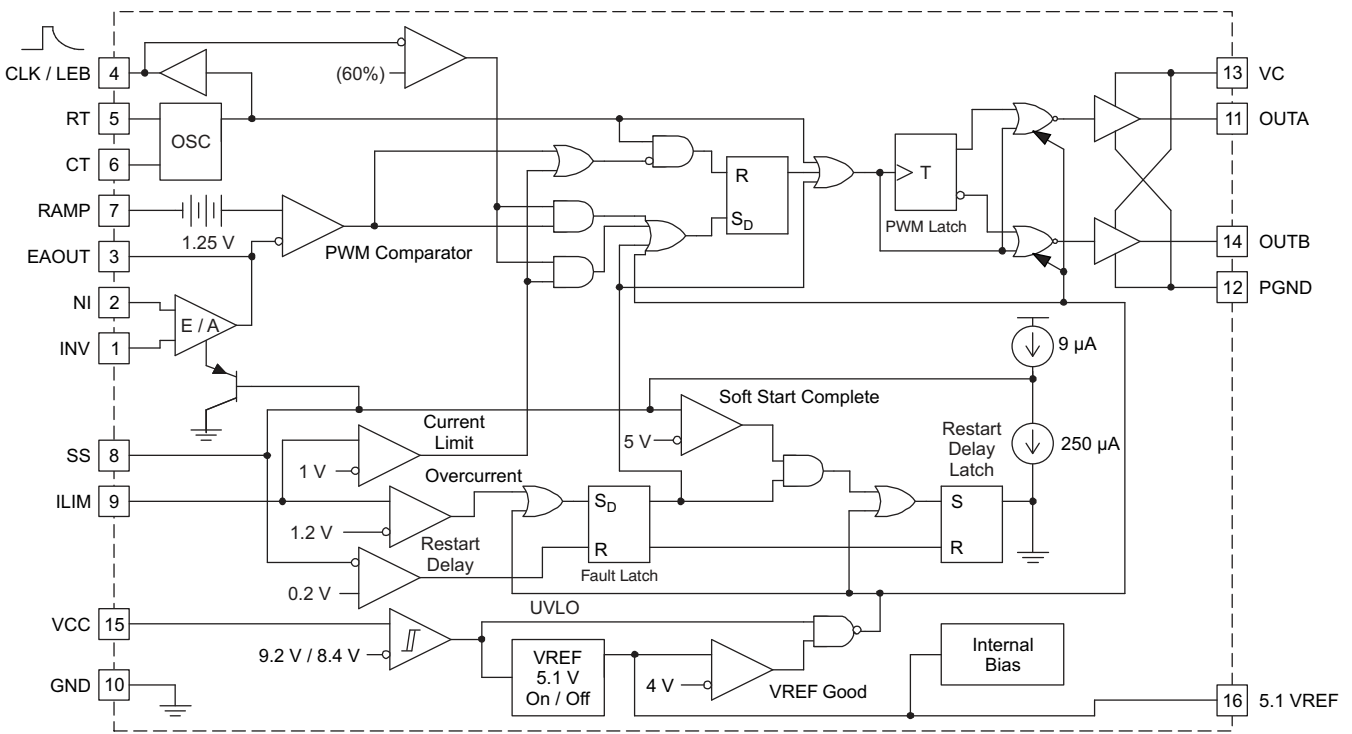 CLK / LEB
4
(60%)
13
VC
RT
5
OSC
11
OUTA
CT
6
R
S_D
T
PWM Latch
RAMP
7
1.25 V
PWM Comparator
EAOUT
3
14
OUTB
NI
2
E / A
12
PGND
INV
1
9 µA
Soft Start Complete
Current
Limit
5 V
Restart
Delay
Latch
250 µA
SS
8
1 V
Overcurrent
ILIM
9
1.2 V
S_D
R
Fault Latch
S
R
Restart
Delay
0.2 V
UVLO
VCC
15
9.2 V / 8.4 V
VREF
5.1 V
On / Off
4 V
VREF Good
Internal
Bias
GND
10
16
5.1 VREF